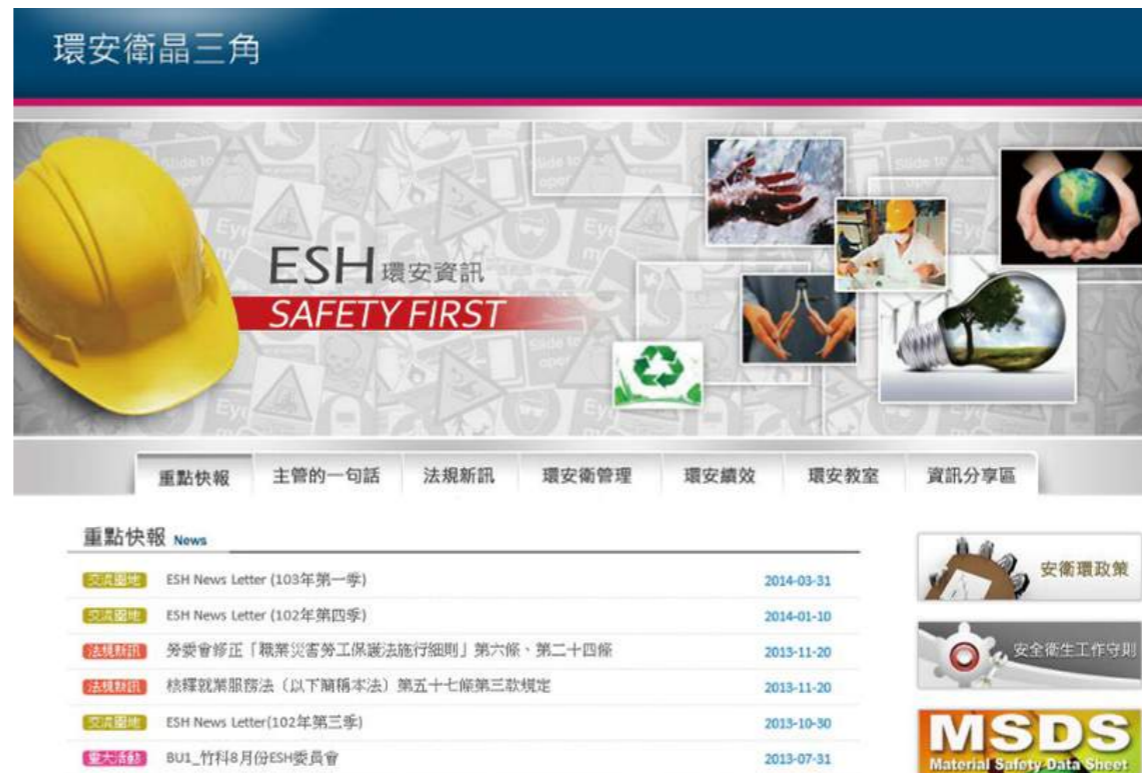 環安衛晶三角
ESH 環安資訊
SAFETY FIRST
重點快報 主管的一句話 法規新訊 環安衛管理 環安績效 環安教室 資訊分享區
重點快報 News
交流園地 ESH News Letter (103年第一季) 2014-03-31
交流園地 ESH News Letter (102年第四季) 2014-01-10
法規新訊 勞委會修正「職業災害勞工保護法施行細則」第六條、第二十四條 2013-11-20
法規新訊 核釋就業服務法（以下簡稱本法）第五十七條第三款規定 2013-11-20
交流園地 ESH News Letter(102年第三季) 2013-10-30
重大活動 BU1_竹科8月份ESH委員會 2013-07-31
安衛環政策
安全衛生工作守則
MSDS
Material Safety Data Sheet